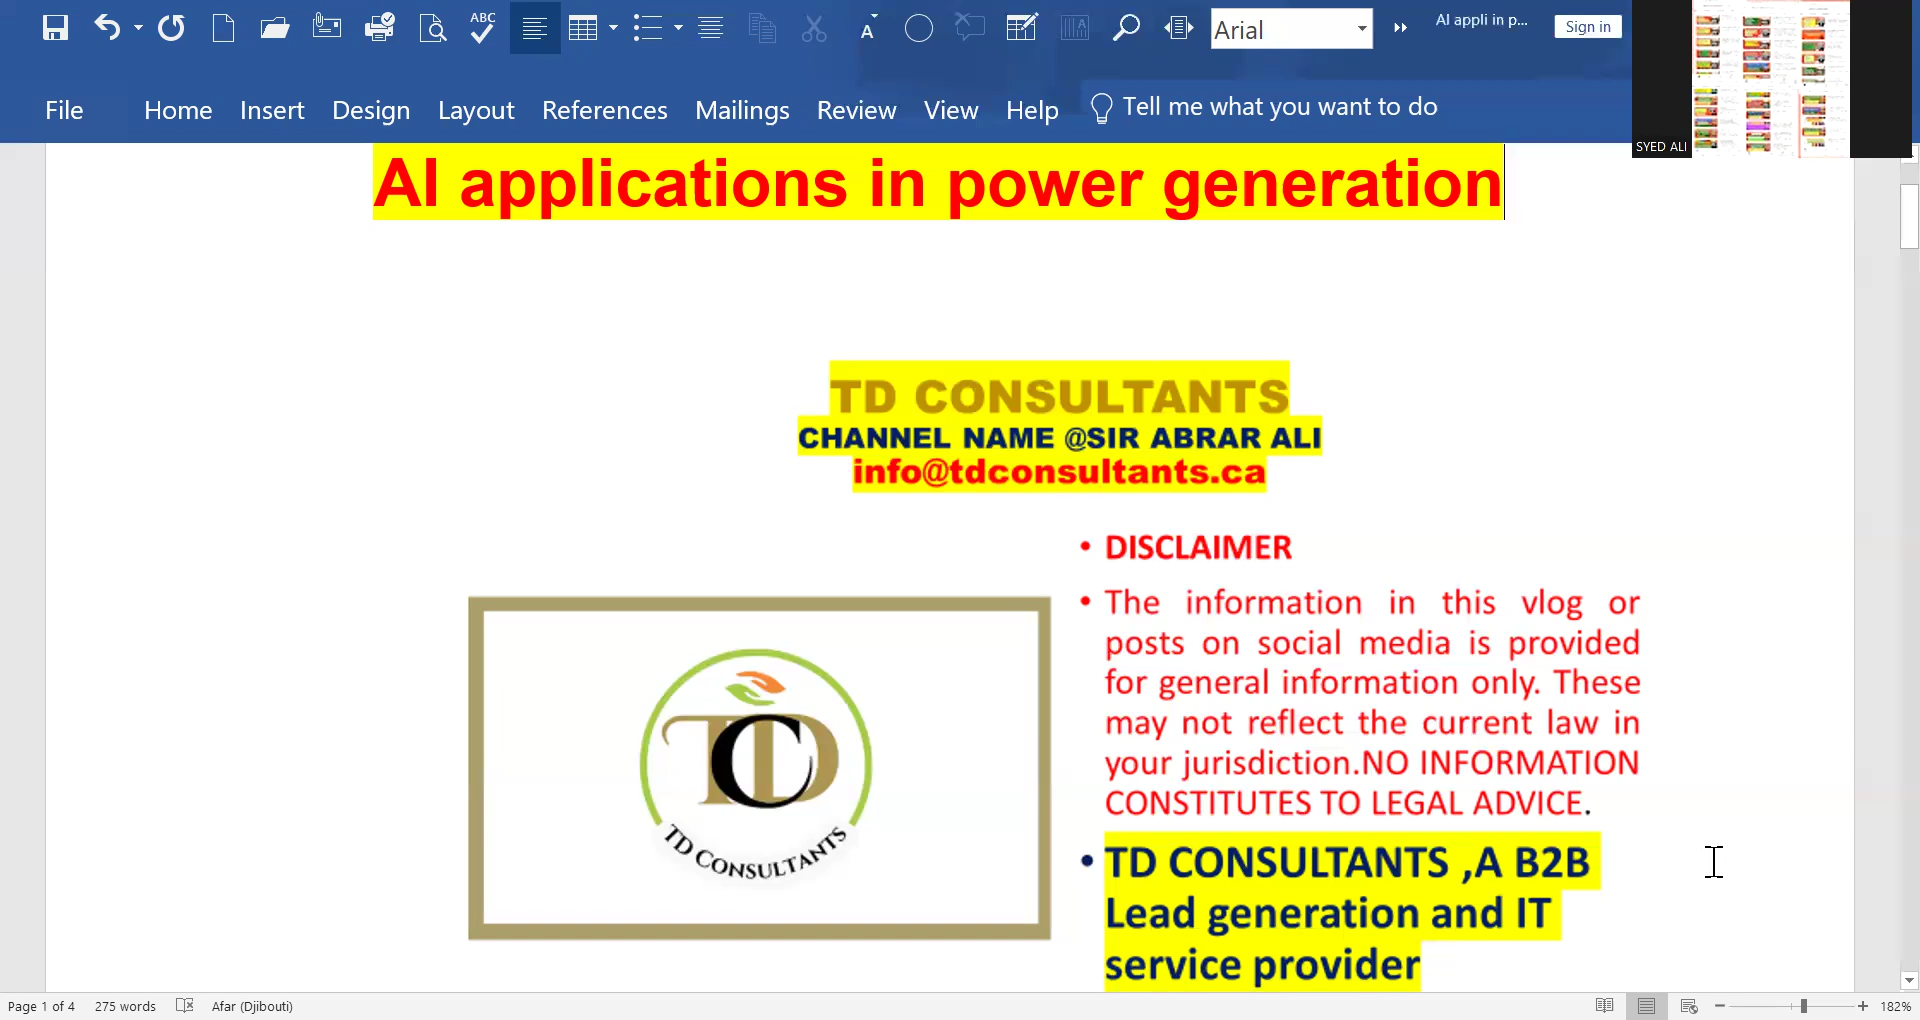 ABC
A
Arial
AI appli in p...
Sign in
SYED ALI
File
Home
Insert
Design
Layout
References
Mailings
Review
View
Help
Tell me what you want to do
AI applications in power generation
TD CONSULTANTS
CHANNEL NAME @SIR ABRAR ALI
info@tdconsultants.ca
• DISCLAIMER
• The information in this vlog or
posts on social media is provided
for general information only. These
may not reflect the current law in
your jurisdiction.NO INFORMATION
CONSTITUTES TO LEGAL ADVICE.
TDC
TD CONSULTANTS
• TD CONSULTANTS ,A B2B
Lead generation and IT
service provider
Page 1 of 4
275 words
Afar (Djibouti)
182%